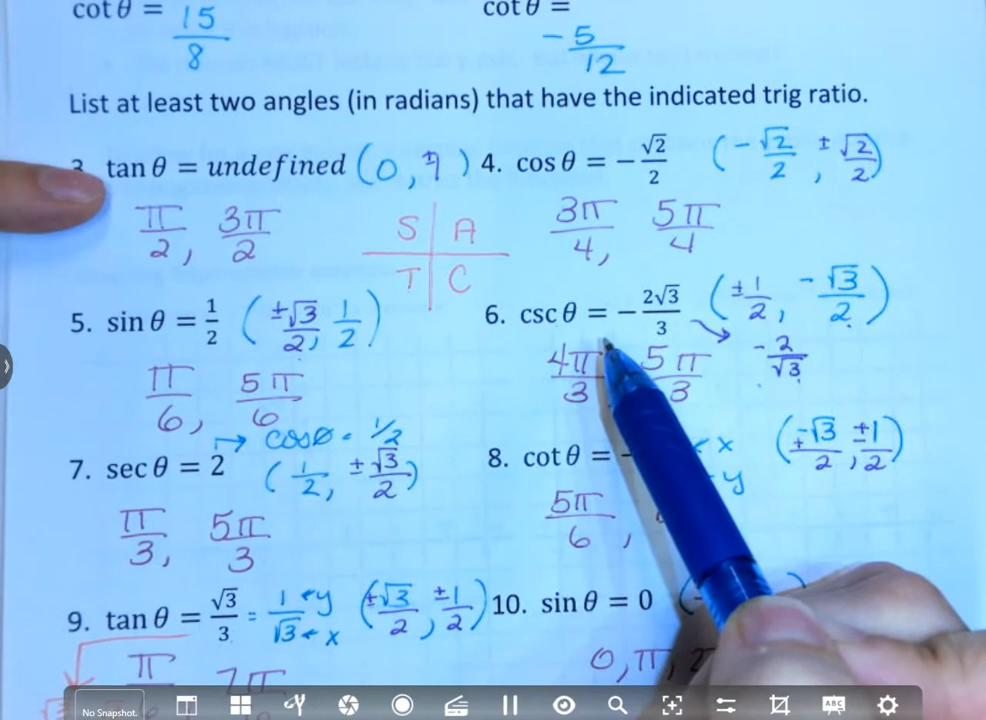 cot θ = 15/8
cot θ = -5/12
List at least two angles (in radians) that have the indicated trig ratio.
tan θ = undefined (0, ±1)
π/2, 3π/2
4. cos θ = −√2/2 (-√2/2, ±√2/2)
3π/4, 5π/4
S A
T C
5. sin θ = 1/2 (±√3/2, 1/2)
π/6, 5π/6
6. csc θ = −2√3/3 (±1/2, -√3/2)
-2/√3
4π/3 5π/3
7. sec θ = 2 → cosθ = 1/2
(1/2, ±√3/2)
π/3, 5π/3
8. cot θ = - ← x
y
(∓√3/2, ±1/2)
5π/6,
9. tan θ = √3/3 = 1/√3 ← y ← x (±√3/2, ±1/2)
π 7π
10. sin θ = 0 ( )
0, π,
No Snapshot.
ABC